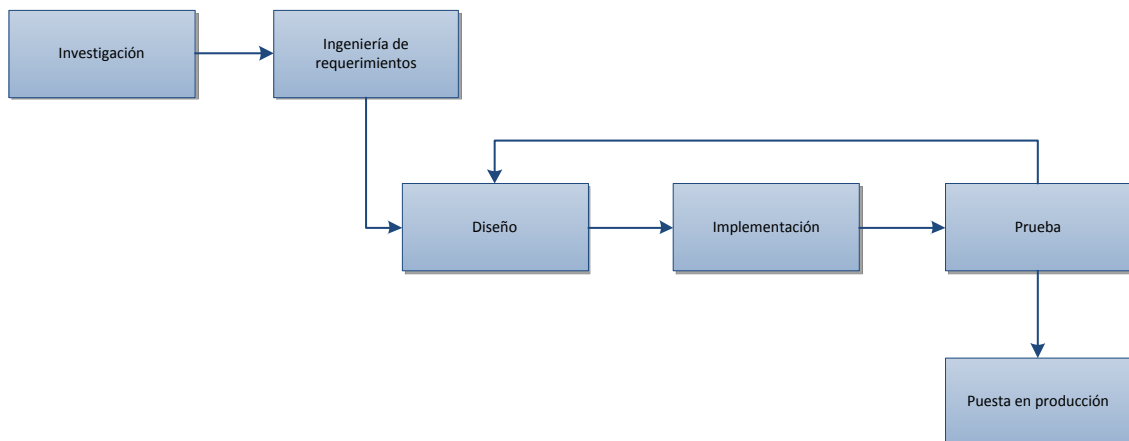 Investigación
Ingeniería de
requerimientos
Diseño
Implementación
Prueba
Puesta en producción